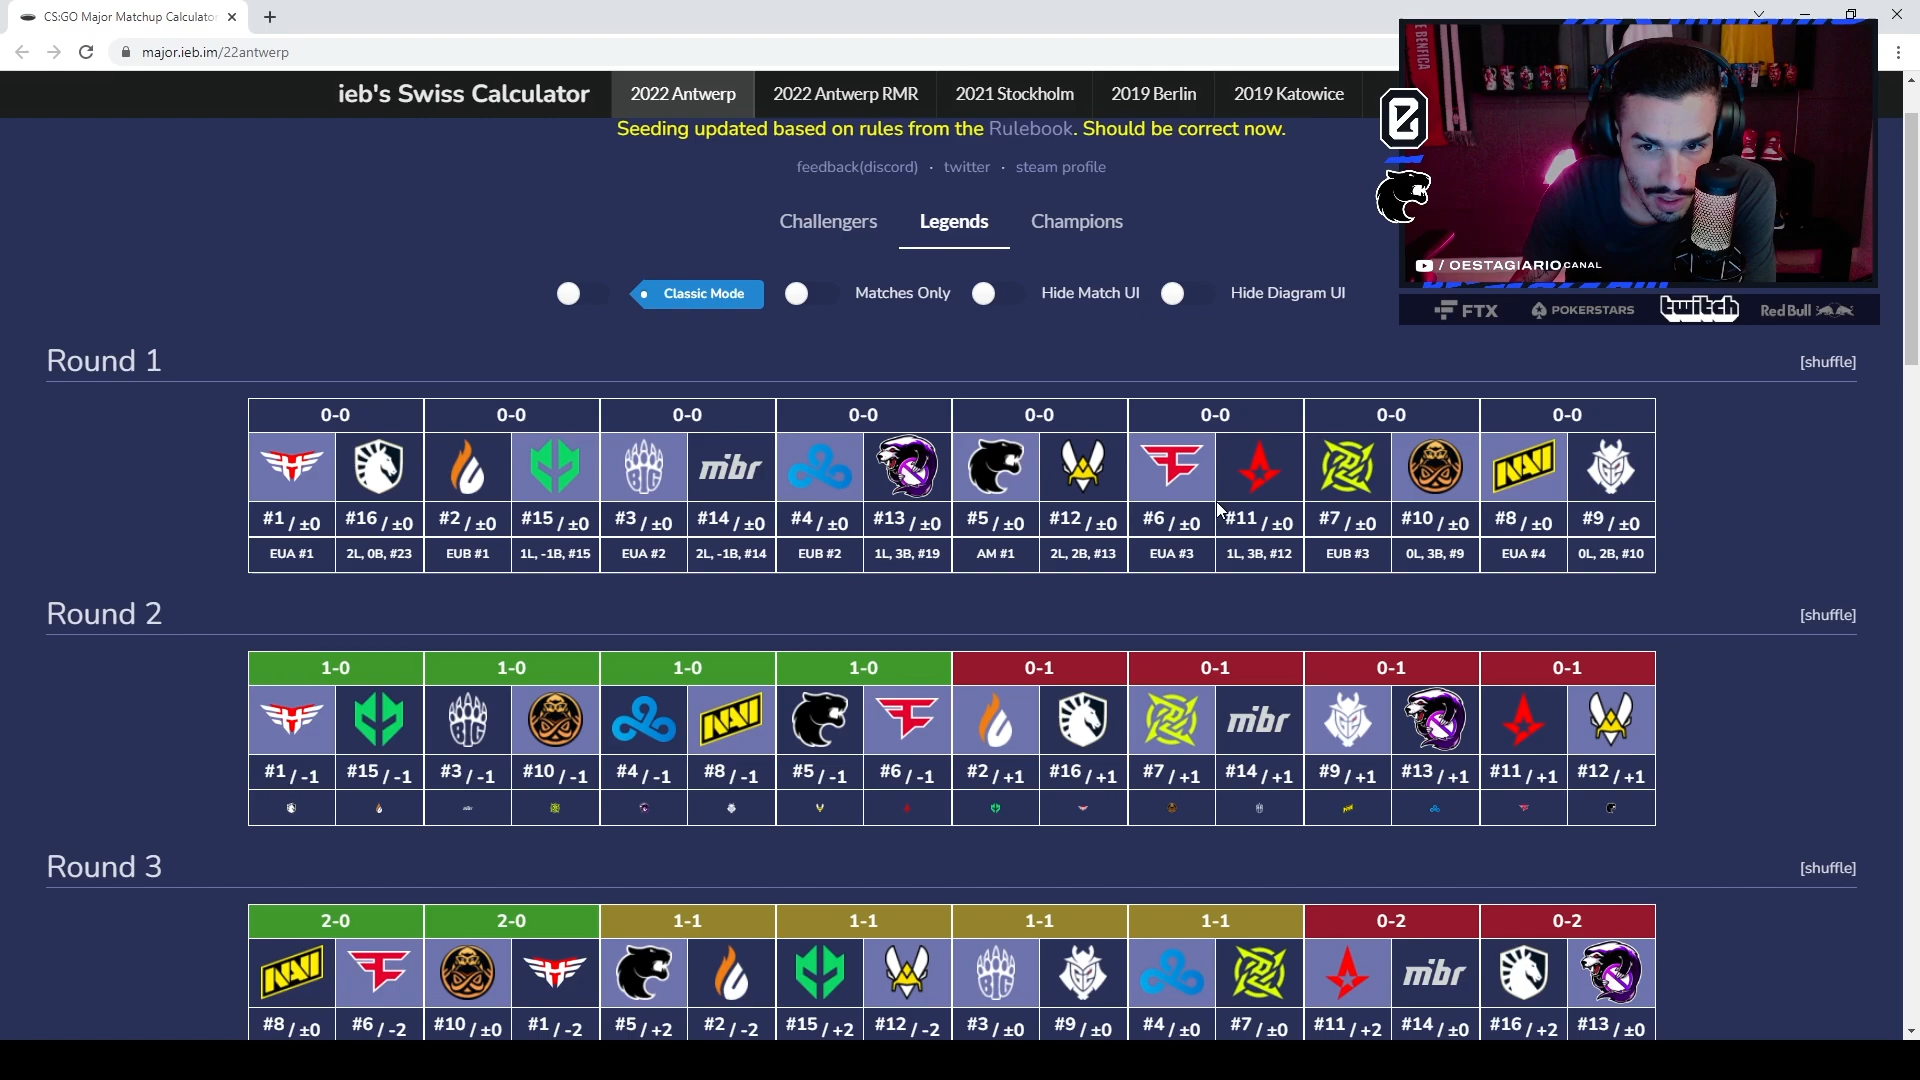 CS:GO Major Matchup Calculator
major.ieb.im/22antwerp
ieb's Swiss Calculator
2022 Antwerp
2022 Antwerp RMR
2021 Stockholm
2019 Berlin
2019 Katowice
Seeding updated based on rules from the Rulebook. Should be correct now.
feedback(discord) · twitter · steam profile
Challengers
Legends
Champions
Classic Mode
Matches Only
Hide Match UI
Hide Diagram UI
E BENFICA
/ OESTAGIARIOCANAL
FTX
POKERSTARS
twitch
Red Bull
Round 1
[shuffle]
0-0 0-0 0-0 0-0 0-0 0-0 0-0 0-0
BIG mibr NAVI
#1 / ±0 #16 / ±0 #2 / ±0 #15 / ±0 #3 / ±0 #14 / ±0 #4 / ±0 #13 / ±0 #5 / ±0 #12 / ±0 #6 / ±0 #11 / ±0 #7 / ±0 #10 / ±0 #8 / ±0 #9 / ±0
EUA #1 2L, 0B, #23 EUB #1 1L, -1B, #15 EUA #2 2L, -1B, #14 EUB #2 1L, 3B, #19 AM #1 2L, 2B, #13 EUA #3 1L, 3B, #12 EUB #3 0L, 3B, #9 EUA #4 0L, 2B, #10
Round 2
[shuffle]
1-0 1-0 1-0 1-0 0-1 0-1 0-1 0-1
BIG NAVI mibr
#1 / -1 #15 / -1 #3 / -1 #10 / -1 #4 / -1 #8 / -1 #5 / -1 #6 / -1 #2 / +1 #16 / +1 #7 / +1 #14 / +1 #9 / +1 #13 / +1 #11 / +1 #12 / +1
Round 3
[shuffle]
2-0 2-0 1-1 1-1 1-1 1-1 0-2 0-2
NAVI BIG mibr
#8 / ±0 #6 / -2 #10 / ±0 #1 / -2 #5 / +2 #2 / -2 #15 / +2 #12 / -2 #3 / ±0 #9 / ±0 #4 / ±0 #7 / ±0 #11 / +2 #14 / ±0 #16 / +2 #13 / ±0